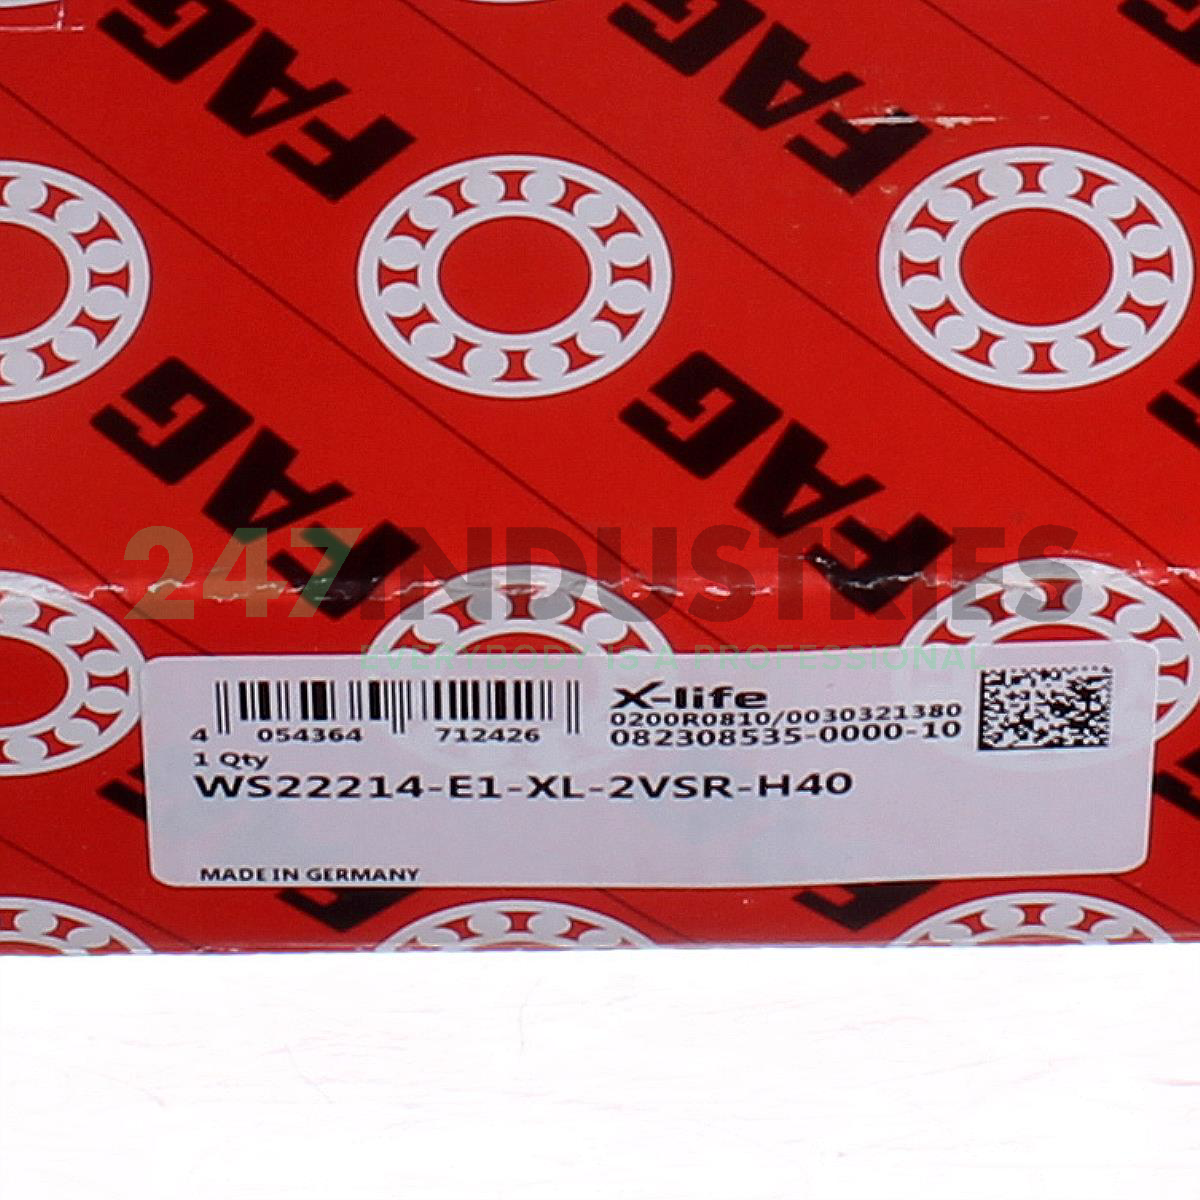 FAG FAG
FAG FAG
247INDUSTRIES
EVERYBODY IS A PROFESSIONAL
X-life
0200R0810/0030321380
4 054364 712426
082308535-0000-10
1 Qty
WS22214-E1-XL-2VSR-H40
MADE IN GERMANY